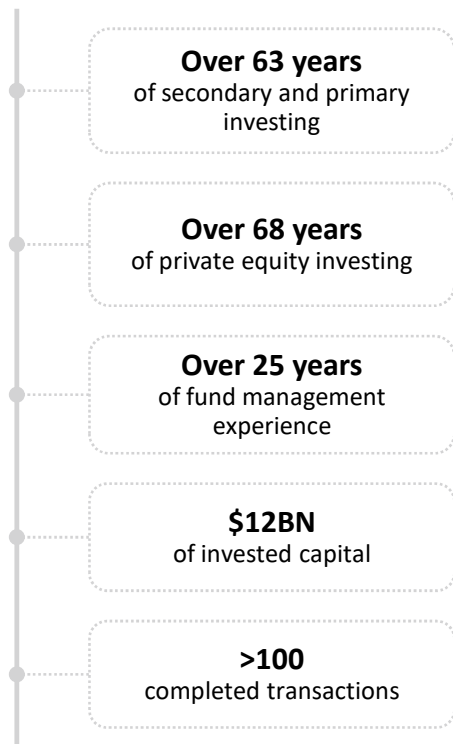 Over 63 years
of secondary and primary
investing
Over 68 years
of private equity investing
Over 25 years
of fund management
experience
$12BN
of invested capital
>100
completed transactions